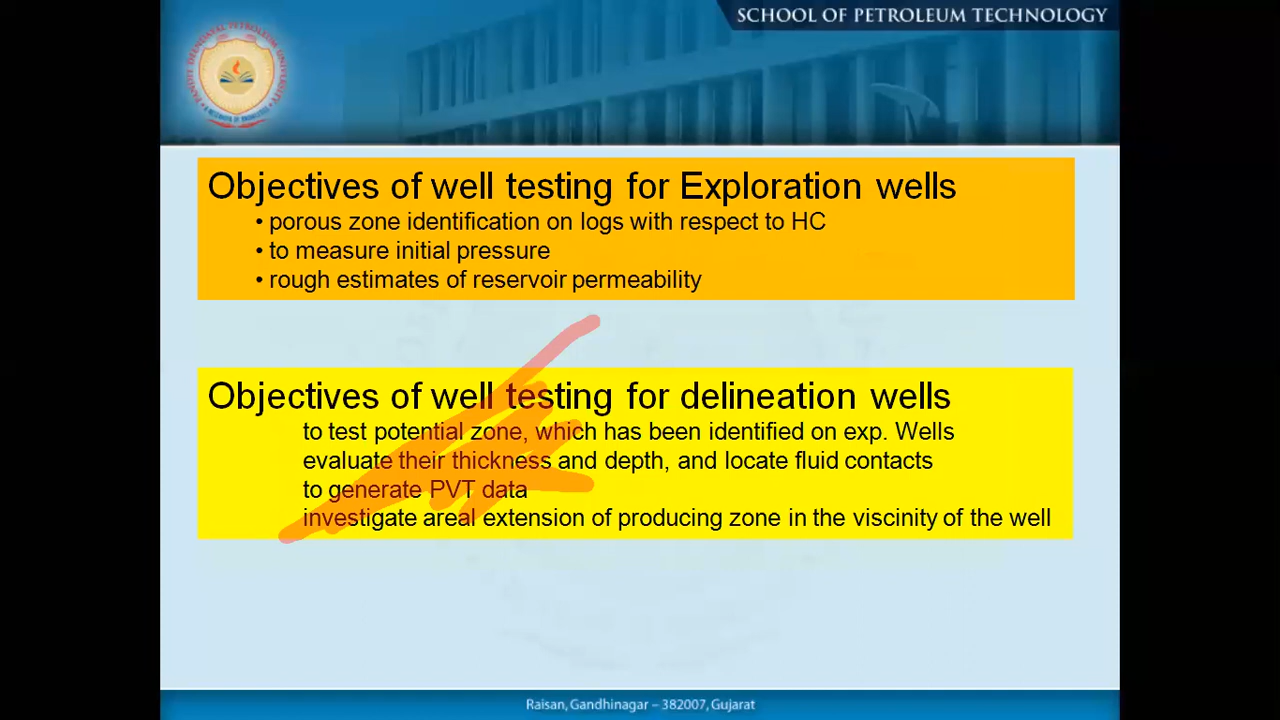 SCHOOL OF PETROLEUM TECHNOLOGY
PANDIT DEENDAYAL PETROLEUM UNIVERSITY
Objectives of well testing for Exploration wells
• porous zone identification on logs with respect to HC
• to measure initial pressure
• rough estimates of reservoir permeability
Objectives of well testing for delineation wells
to test potential zone, which has been identified on exp. Wells
evaluate their thickness and depth, and locate fluid contacts
to generate PVT data
investigate areal extension of producing zone in the viscinity of the well
Raisan, Gandhinagar – 382007, Gujarat